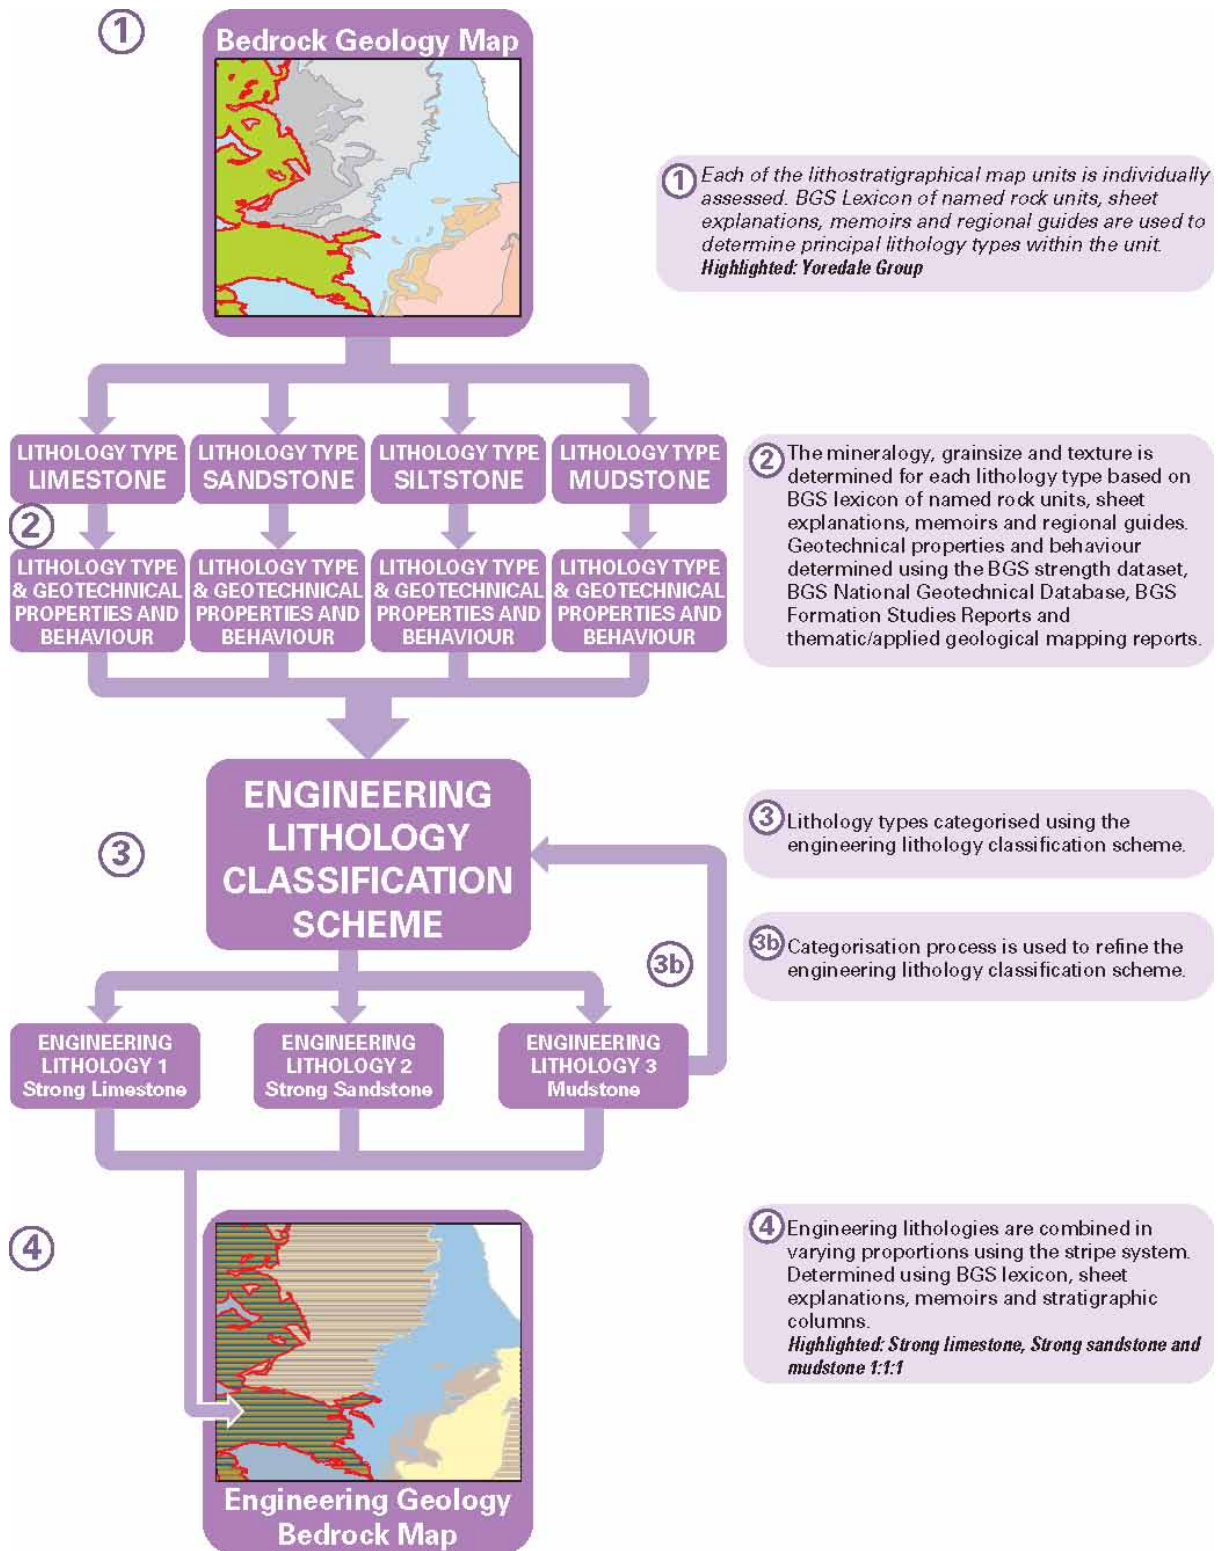 1
Bedrock Geology Map
1 Each of the lithostratigraphical map units is individually
assessed. BGS Lexicon of named rock units, sheet
explanations, memoirs and regional guides are used to
determine principal lithology types within the unit.
Highlighted: Yoredale Group
LITHOLOGY TYPE
LIMESTONE
LITHOLOGY TYPE
SANDSTONE
LITHOLOGY TYPE
SILTSTONE
LITHOLOGY TYPE
MUDSTONE
2
LITHOLOGY TYPE
& GEOTECHNICAL
PROPERTIES AND
BEHAVIOUR
LITHOLOGY TYPE
& GEOTECHNICAL
PROPERTIES AND
BEHAVIOUR
LITHOLOGY TYPE
& GEOTECHNICAL
PROPERTIES AND
BEHAVIOUR
LITHOLOGY TYPE
& GEOTECHNICAL
PROPERTIES AND
BEHAVIOUR
2 The mineralogy, grainsize and texture is
determined for each lithology type based on
BGS lexicon of named rock units, sheet
explanations, memoirs and regional guides.
Geotechnical properties and behaviour
determined using the BGS strength dataset,
BGS National Geotechnical Database, BGS
Formation Studies Reports and
thematic/applied geological mapping reports.
3
ENGINEERING
LITHOLOGY
CLASSIFICATION
SCHEME
3 Lithology types categorised using the
engineering lithology classification scheme.
3b
3b Categorisation process is used to refine the
engineering lithology classification scheme.
ENGINEERING
LITHOLOGY 1
Strong Limestone
ENGINEERING
LITHOLOGY 2
Strong Sandstone
ENGINEERING
LITHOLOGY 3
Mudstone
4
4 Engineering lithologies are combined in
varying proportions using the stripe system.
Determined using BGS lexicon, sheet
explanations, memoirs and stratigraphic
columns.
Highlighted: Strong limestone, Strong sandstone and
mudstone 1:1:1
Engineering Geology
Bedrock Map